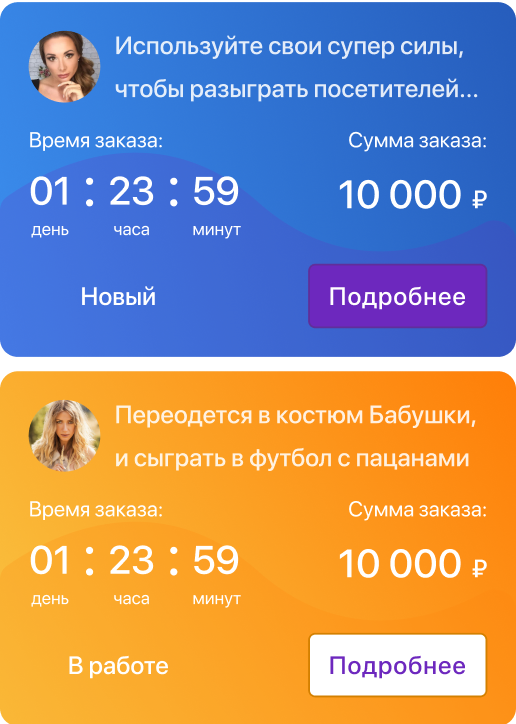 Используйте свои супер силы,
чтобы разыграть посетителей...
Время заказа:
Сумма заказа:
01 : 23 : 59
10 000 ₽
день часа минут
Новый
Подробнее
Переодется в костюм Бабушки,
и сыграть в футбол с пацанами
Время заказа:
Сумма заказа:
01 : 23 : 59
10 000 ₽
день часа минут
В работе
Подробнее